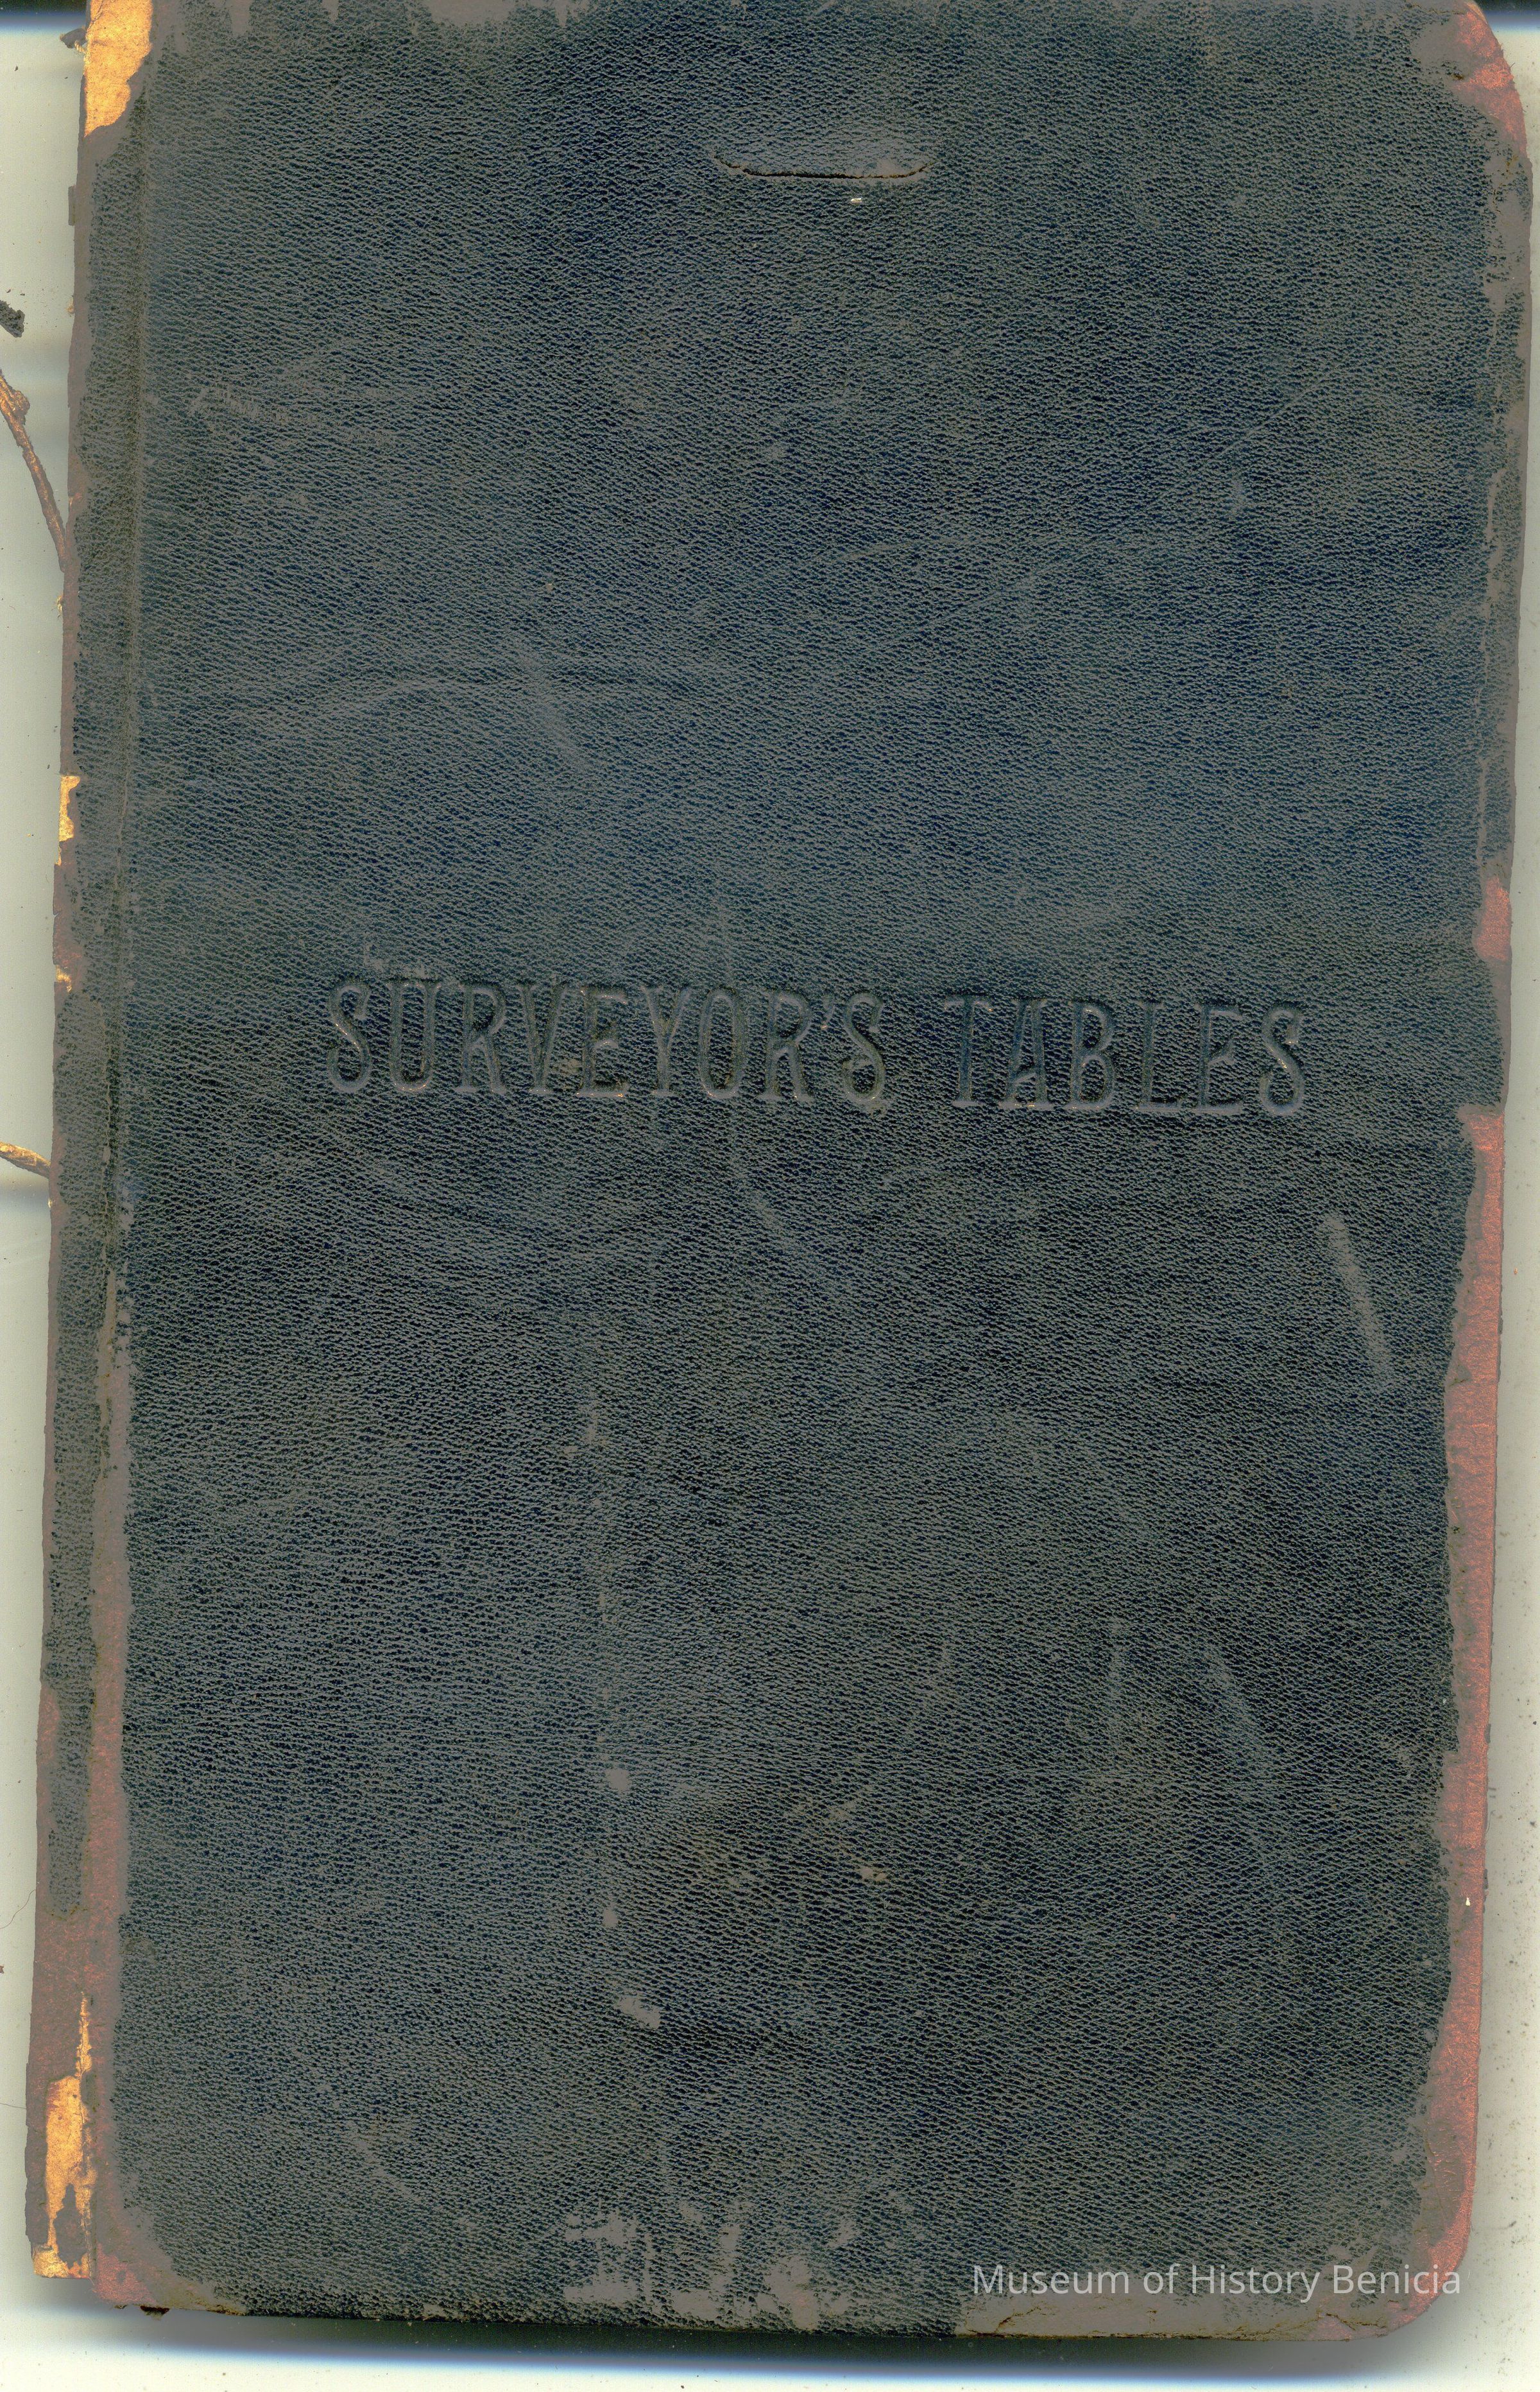 SURVEYOR'S TABLES
Museum of History Benicia